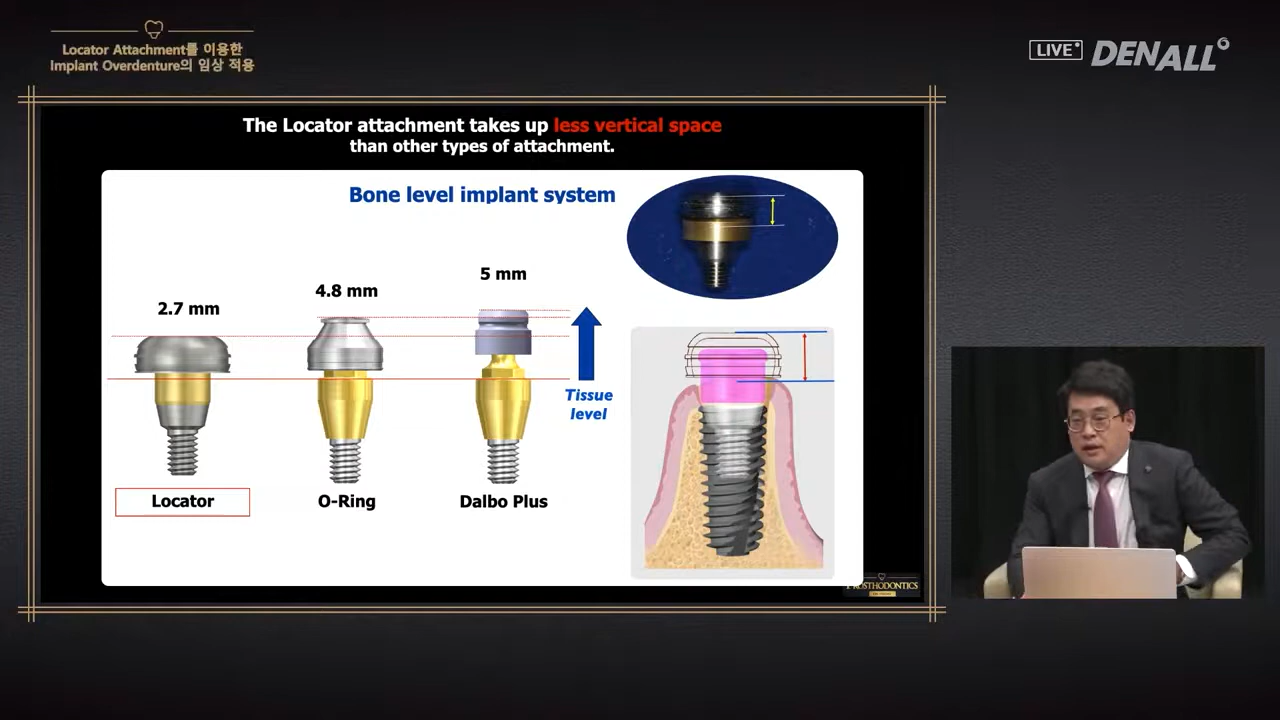 Locator Attachment를 이용한
Implant Overdenture의 임상 적용
LIVE
DENALL
The Locator attachment takes up less vertical space
than other types of attachment.
Bone level implant system
5 mm
4.8 mm
2.7 mm
Tissue
level
Locator
O-Ring
Dalbo Plus
PROSTHODONTICS